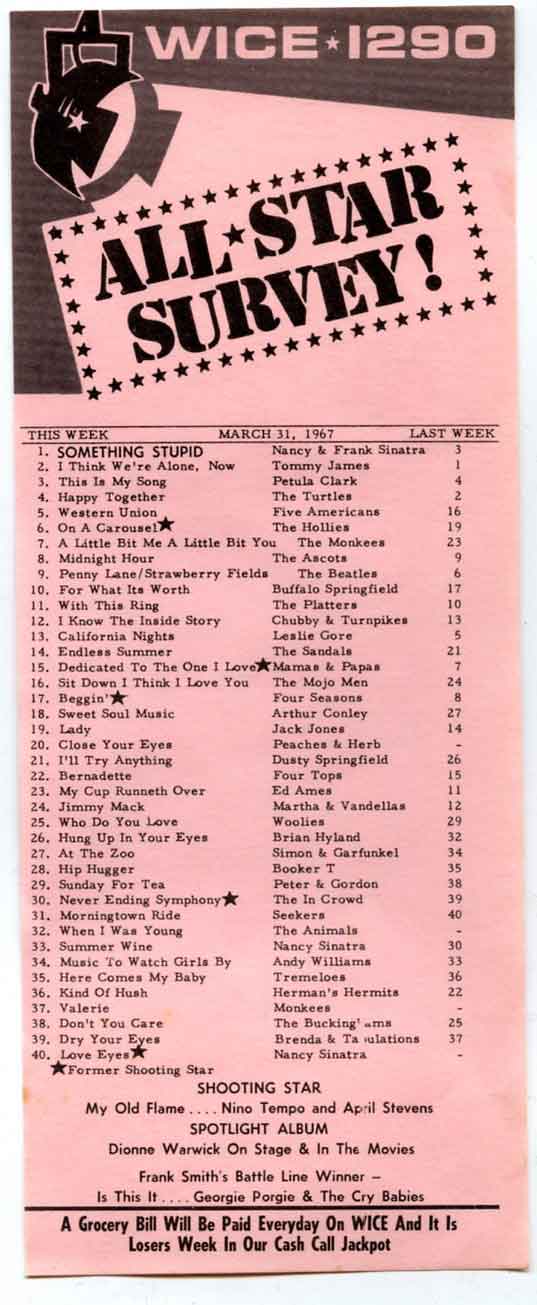 WICE ★ 1290
ALL ★ STAR
SURVEY!
THIS WEEK MARCH 31, 1967 LAST WEEK
1. SOMETHING STUPID Nancy & Frank Sinatra 3
2. I Think We're Alone, Now Tommy James 1
3. This Is My Song Petula Clark 4
4. Happy Together The Turtles 2
5. Western Union Five Americans 16
6. On A Carousel★ The Hollies 19
7. A Little Bit Me A Little Bit You The Monkees 23
8. Midnight Hour The Ascots 9
9. Penny Lane/Strawberry Fields The Beatles 6
10. For What Its Worth Buffalo Springfield 17
11. With This Ring The Platters 10
12. I Know The Inside Story Chubby & Turnpikes 13
13. California Nights Leslie Gore 5
14. Endless Summer The Sandals 21
15. Dedicated To The One I Love★Mamas & Papas 7
16. Sit Down I Think I Love You The Mojo Men 24
17. Beggin'★ Four Seasons 8
18. Sweet Soul Music Arthur Conley 27
19. Lady Jack Jones 14
20. Close Your Eyes Peaches & Herb -
21. I'll Try Anything Dusty Springfield 26
22. Bernadette Four Tops 15
23. My Cup Runneth Over Ed Ames 11
24. Jimmy Mack Martha & Vandellas 12
25. Who Do You Love Woolies 29
26. Hung Up In Your Eyes Brian Hyland 32
27. At The Zoo Simon & Garfunkel 34
28. Hip Hugger Booker T 35
29. Sunday For Tea Peter & Gordon 38
30. Never Ending Symphony★ The In Crowd 39
31. Morningtown Ride Seekers 40
32. When I Was Young The Animals -
33. Summer Wine Nancy Sinatra 30
34. Music To Watch Girls By Andy Williams 33
35. Here Comes My Baby Tremeloes 36
36. Kind Of Hush Herman's Hermits 22
37. Valerie Monkees -
38. Don't You Care The 25
39. Dry Your Eyes Brenda & 37
40. Love Eyes★ Nancy Sinatra -
★Former Shooting Star
SHOOTING STAR
My Old Flame .... Nino Tempo and April Stevens
SPOTLIGHT ALBUM
Dionne Warwick On Stage & In The Movies
Frank Smith's Battle Line Winner –
Is This It .... Georgie Porgie & The Cry Babies
A Grocery Bill Will Be Paid Everyday On WICE And It Is
Losers Week In Our Cash Call Jackpot